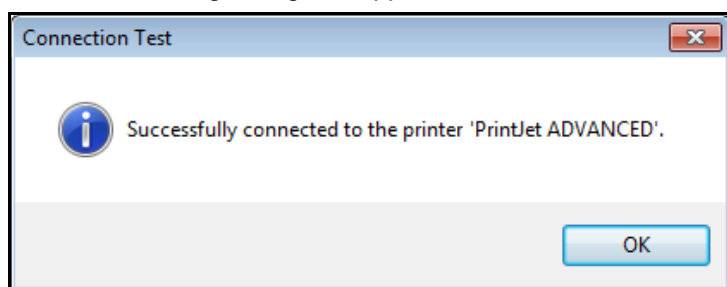 Connection Test
Successfully connected to the printer 'PrintJet ADVANCED'.
OK